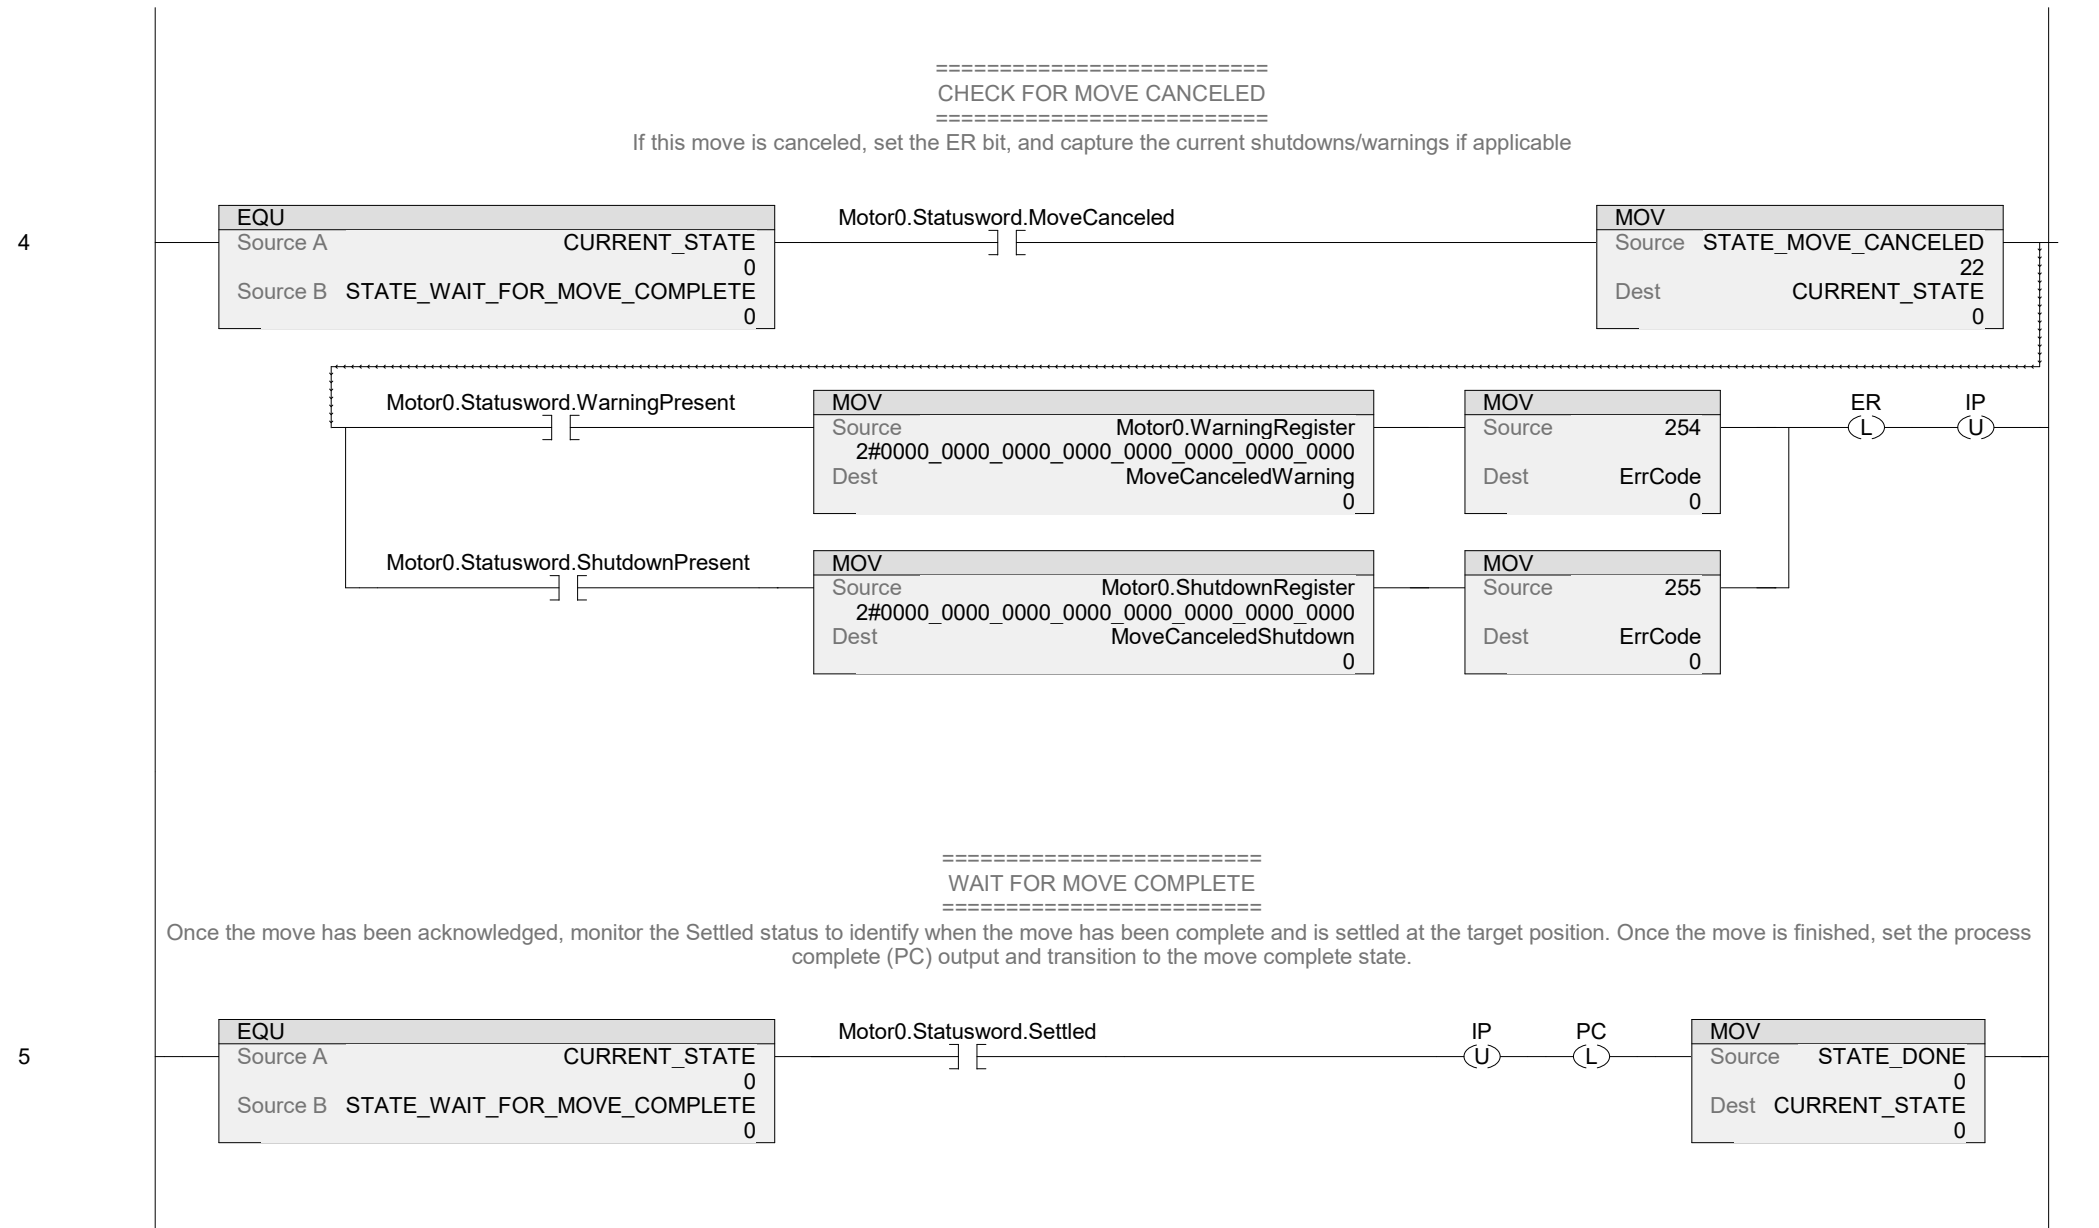 ==========================
CHECK FOR MOVE CANCELED
==========================
If this move is canceled, set the ER bit, and capture the current shutdowns/warnings if applicable
4
EQU
Source A CURRENT_STATE
0
Source B STATE_WAIT_FOR_MOVE_COMPLETE
0
Motor0.Statusword.MoveCanceled
MOV
Source STATE_MOVE_CANCELED
22
Dest CURRENT_STATE
0
Motor0.Statusword.WarningPresent
MOV
Source Motor0.WarningRegister
2#0000_0000_0000_0000_0000_0000_0000_0000
Dest MoveCanceledWarning
0
MOV
Source 254
Dest ErrCode
0
ER
L
IP
U
Motor0.Statusword.ShutdownPresent
MOV
Source Motor0.ShutdownRegister
2#0000_0000_0000_0000_0000_0000_0000_0000
Dest MoveCanceledShutdown
0
MOV
Source 255
Dest ErrCode
0
=========================
WAIT FOR MOVE COMPLETE
=========================
Once the move has been acknowledged, monitor the Settled status to identify when the move has been complete and is settled at the target position. Once the move is finished, set the process
complete (PC) output and transition to the move complete state.
5
EQU
Source A CURRENT_STATE
0
Source B STATE_WAIT_FOR_MOVE_COMPLETE
0
Motor0.Statusword.Settled
IP
U
PC
L
MOV
Source STATE_DONE
0
Dest CURRENT_STATE
0